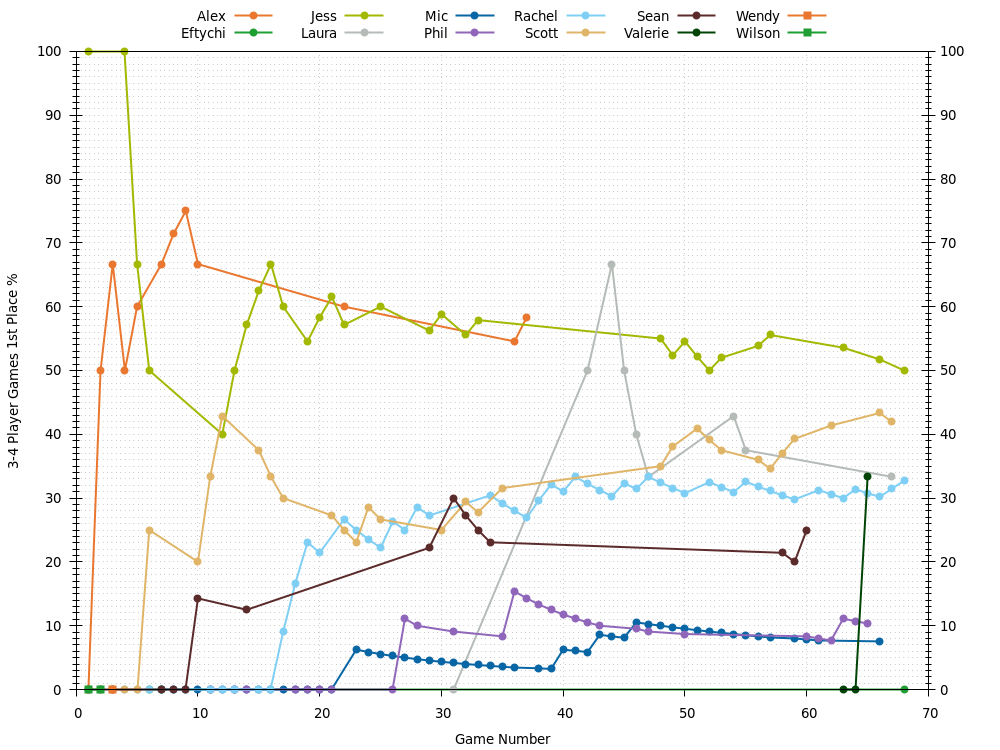 Alex Jess Mic Rachel Sean Wendy
Eftychi Laura Phil Scott Valerie Wilson
100 100
90 90
80 80
70 70
60 60
50 50
40 40
30 30
20 20
10 10
0 0
3-4 Player Games 1st Place %
0 10 20 30 40 50 60 70
Game Number